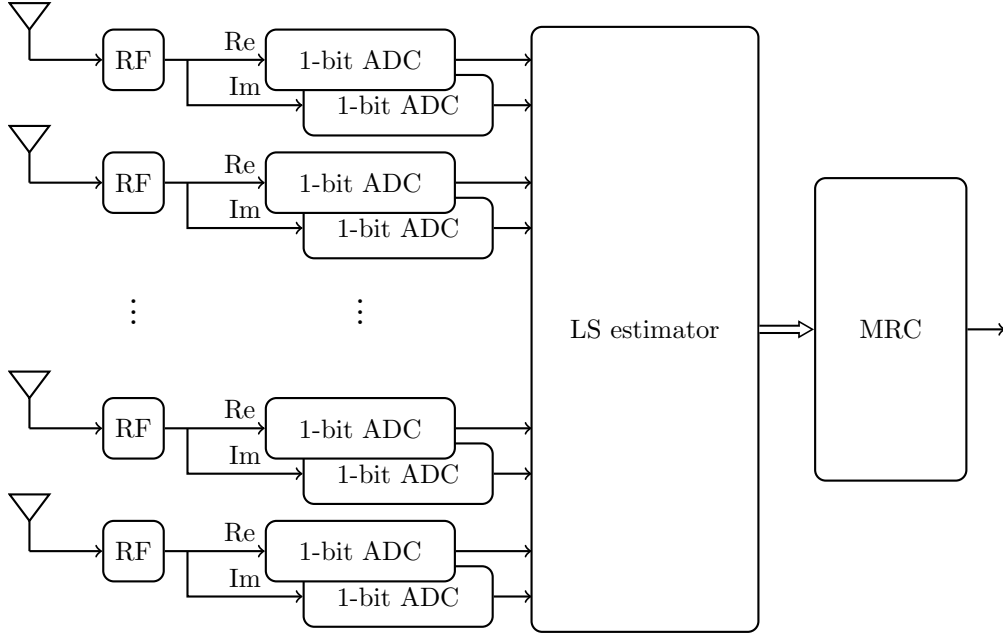 Re
RF
1-bit ADC
Im
1-bit ADC
Re
RF
1-bit ADC
Im
1-bit ADC
⋮
⋮
LS estimator
MRC
Re
RF
1-bit ADC
Im
1-bit ADC
Re
RF
1-bit ADC
Im
1-bit ADC